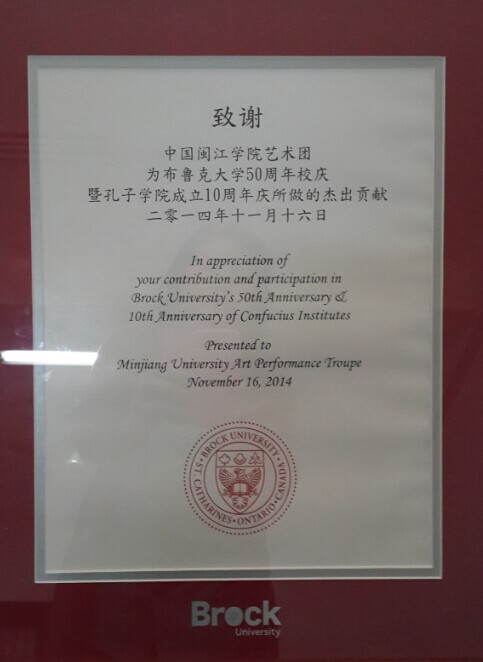 致谢
中国闽江学院艺术团
为布鲁克大学50周年校庆
暨孔子学院成立10周年庆所做的杰出贡献
二零一四年十一月十六日
In appreciation of
your contribution and participation in
Brock University's 50th Anniversary &
10th Anniversary of Confucius Institutes
Presented to
Minjiang University Art Performance Troupe
November 16, 2014
BROCK UNIVERSITY
ST. CATHARINES • ONTARIO • CANADA
Brock
University